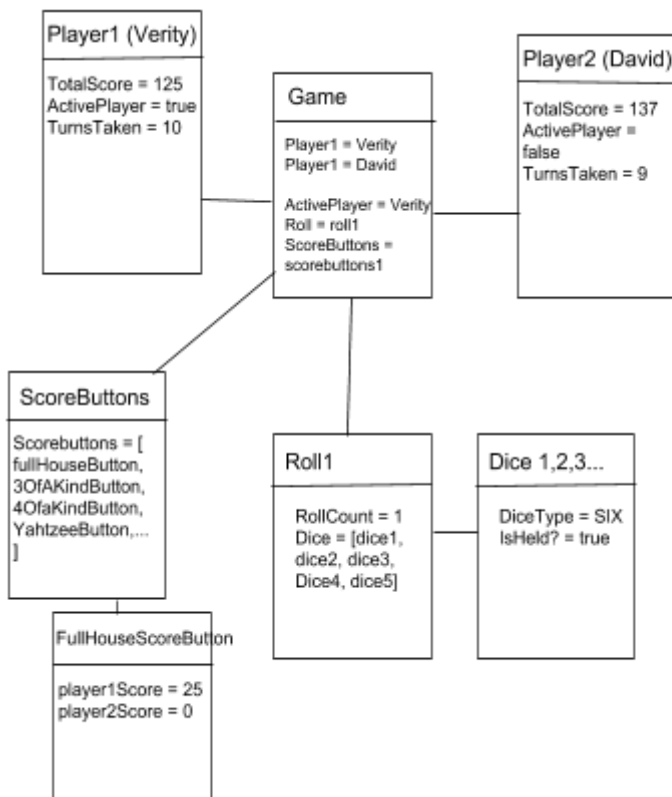 Player1 (Verity)
TotalScore = 125
ActivePlayer = true
TurnsTaken = 10
Game
Player1 = Verity
Player1 = David
ActivePlayer = Verity
Roll = roll1
ScoreButtons =
scorebuttons1
Player2 (David)
TotalScore = 137
ActivePlayer =
false
TurnsTaken = 9
ScoreButtons
Scorebuttons = [
fullHouseButton,
3OfAKindButton,
4OfaKindButton,
YahtzeeButton,...
]
Roll1
RollCount = 1
Dice = [dice1,
dice2, dice3,
Dice4, dice5]
Dice 1,2,3...
DiceType = SIX
IsHeld? = true
FullHouseScoreButton
player1Score = 25
player2Score = 0